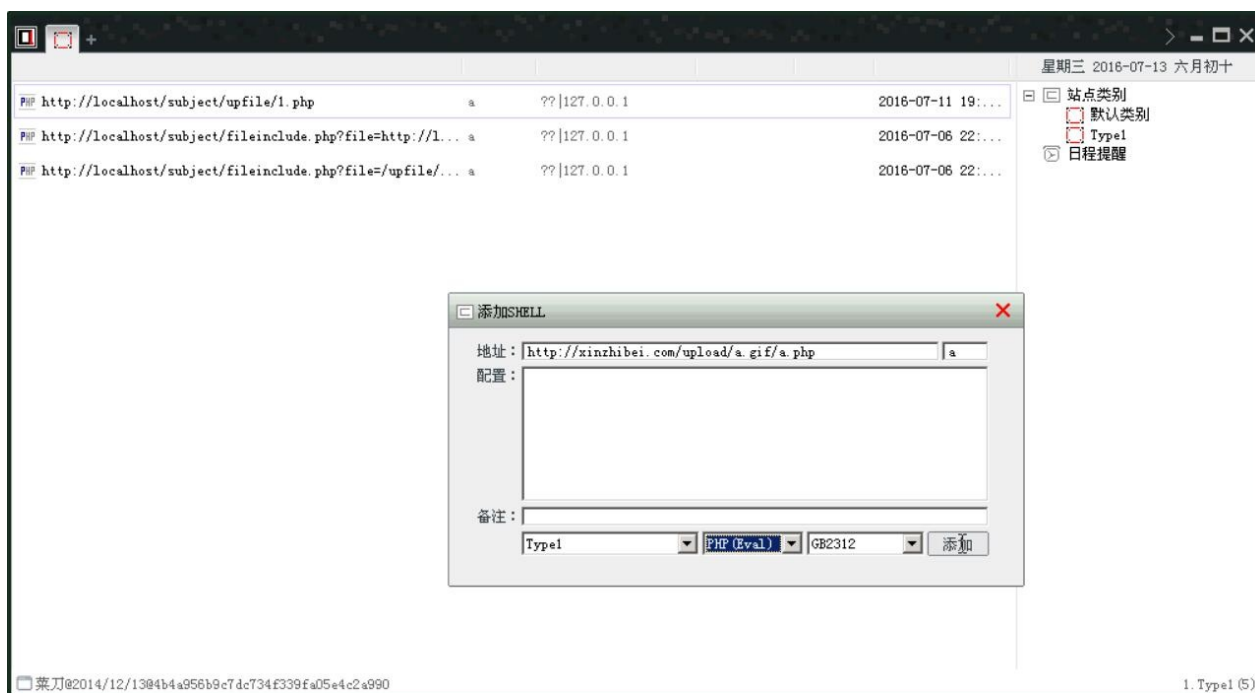 星期三 2016-07-13 六月初十
PHP http://localhost/subject/upfile/1.php a ??|127.0.0.1 2016-07-11 19:...
PHP http://localhost/subject/fileinclude.php?file=http://l... a ??|127.0.0.1 2016-07-06 22:...
PHP http://localhost/subject/fileinclude.php?file=/upfile/... a ??|127.0.0.1 2016-07-06 22:...
站点类别
默认类别
Type1
日程提醒
添加SHELL
地址: http://xinzhibei.com/upload/a.gif/a.php a
配置:
备注:
Type1 PHP(Eval) GB2312 添加
菜刀@2014/12/13@4b4a956b9c7dc734f339fa05e4c2a990 1.Type1(5)